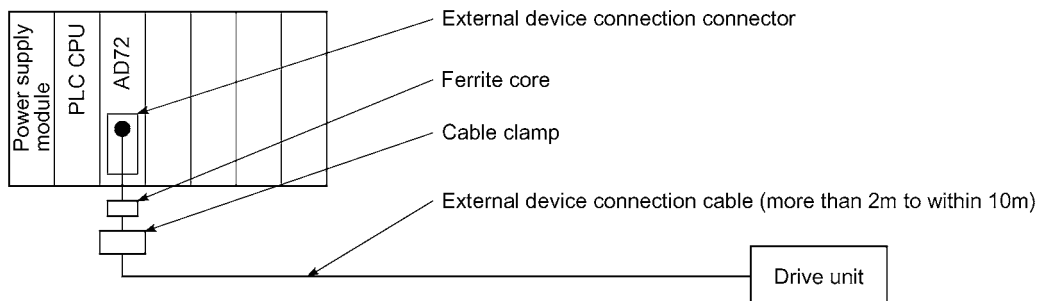 Power supply
module
PLC CPU
AD72
External device connection connector
Ferrite core
Cable clamp
External device connection cable (more than 2m to within 10m)
Drive unit